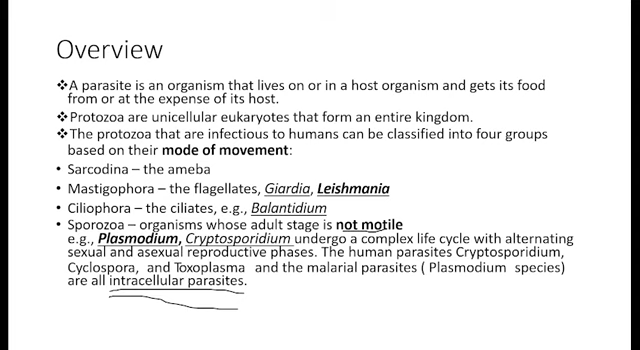 Overview
❖A parasite is an organism that lives on or in a host organism and gets its food
from or at the expense of its host.
❖Protozoa are unicellular eukaryotes that form an entire kingdom.
❖The protozoa that are infectious to humans can be classified into four groups
based on their mode of movement:
• Sarcodina – the ameba
• Mastigophora – the flagellates, Giardia, Leishmania
• Ciliophora – the ciliates, e.g., Balantidium
• Sporozoa – organisms whose adult stage is not motile
e.g., Plasmodium, Cryptosporidium undergo a complex life cycle with alternating
sexual and asexual reproductive phases. The human parasites Cryptosporidium,
Cyclospora, and Toxoplasma and the malarial parasites ( Plasmodium species)
are all intracellular parasites.